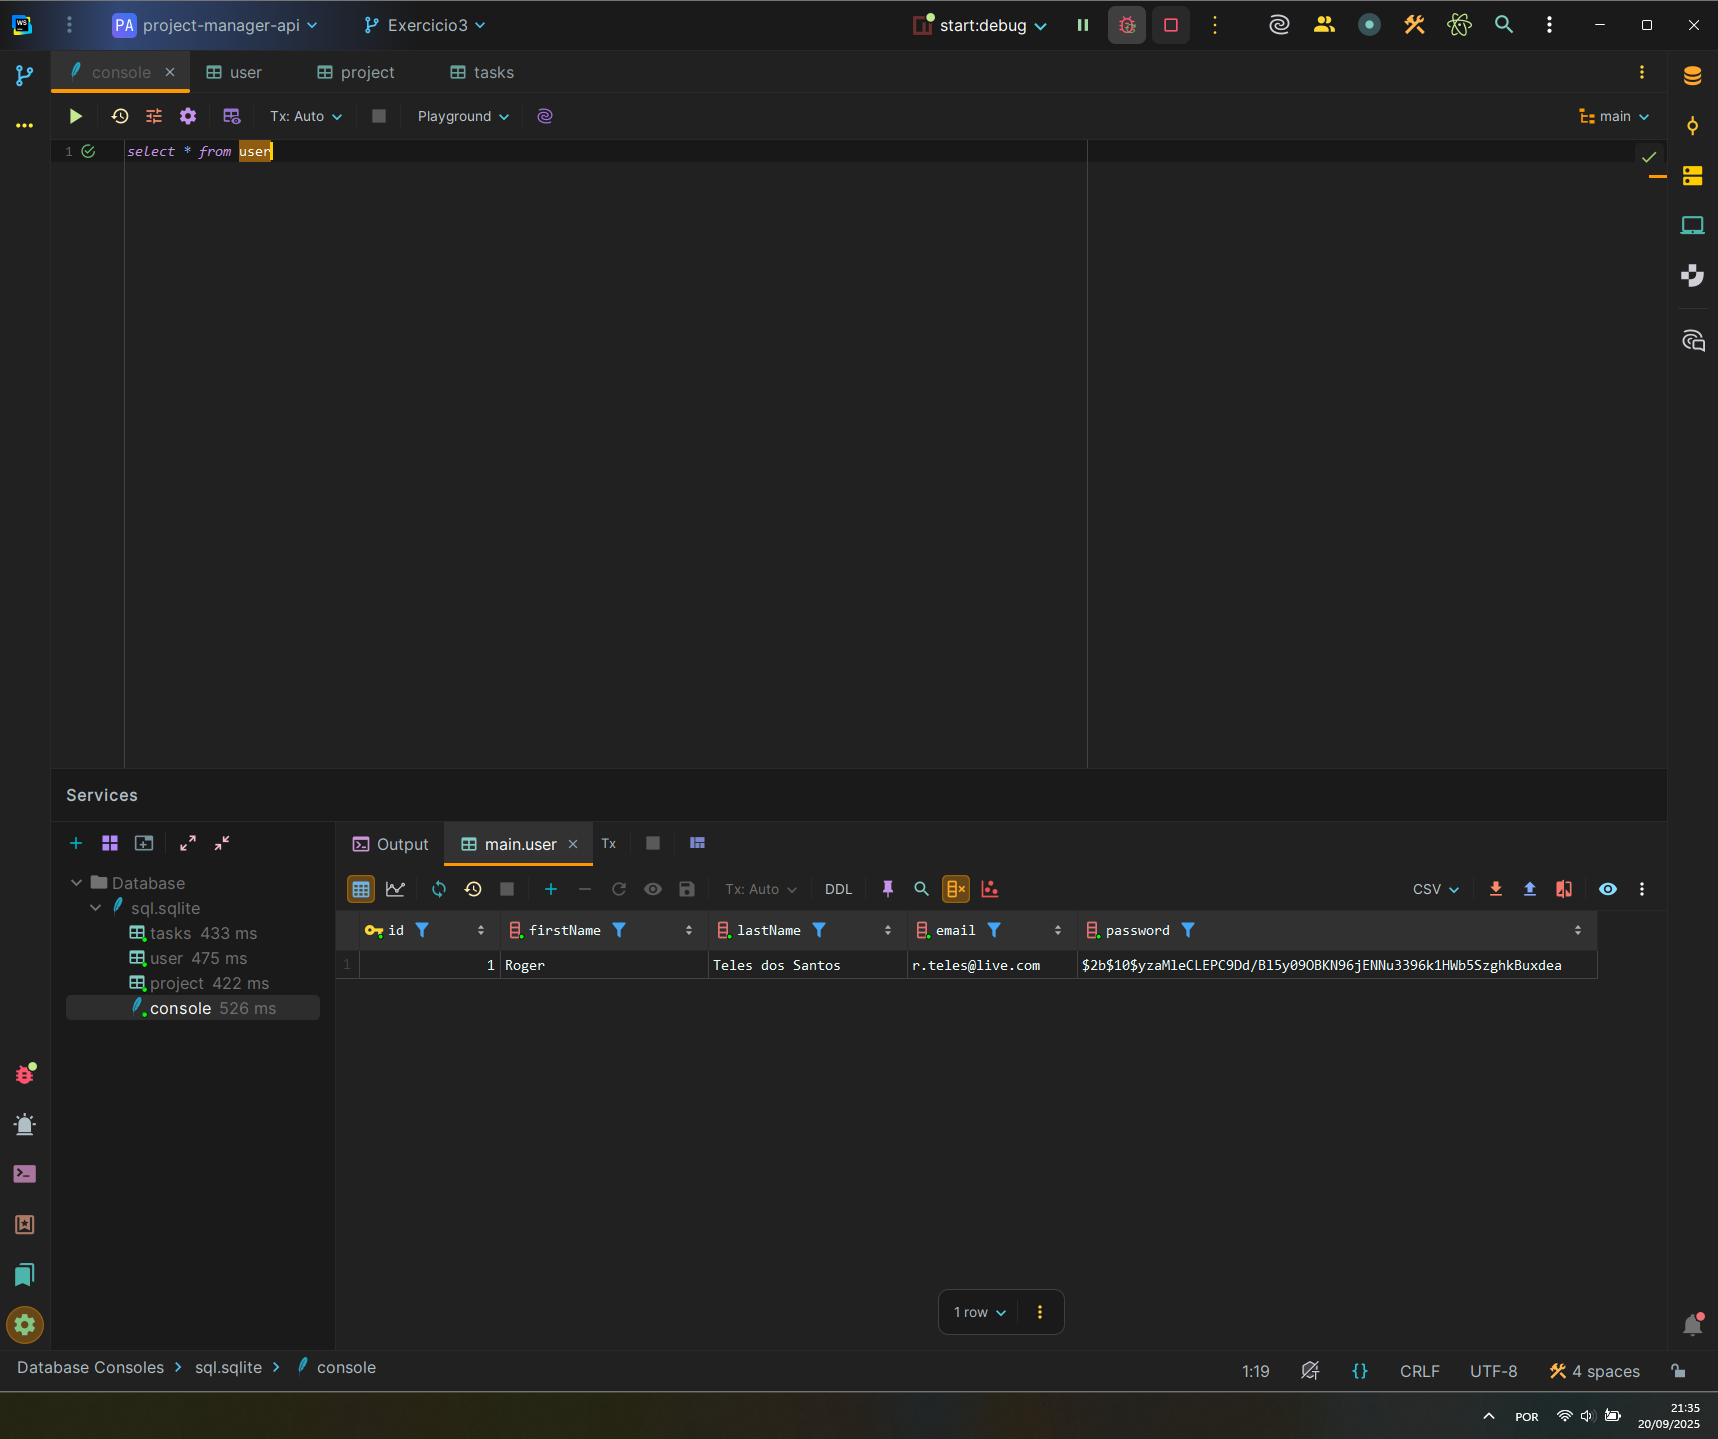 WS
PA project-manager-api
Exercicio3
start:debug
console
user
project
tasks
Tx: Auto
Playground
main
1
select * from user
Services
Output
main.user
Tx
Tx: Auto
DDL
CSV
Database
sql.sqlite
tasks 433 ms
user 475 ms
project 422 ms
console 526 ms
id
firstName
lastName
email
password
1
1
Roger
Teles dos Santos
r.teles@live.com
$2b$10$yzaMleCLEPC9Dd/Bl5y09OBKN96jENNu3396k1HWb5SzghkBuxdea
1 row
Database Consoles
sql.sqlite
console
1:19
{}
CRLF
UTF-8
4 spaces
POR
21:35
20/09/2025